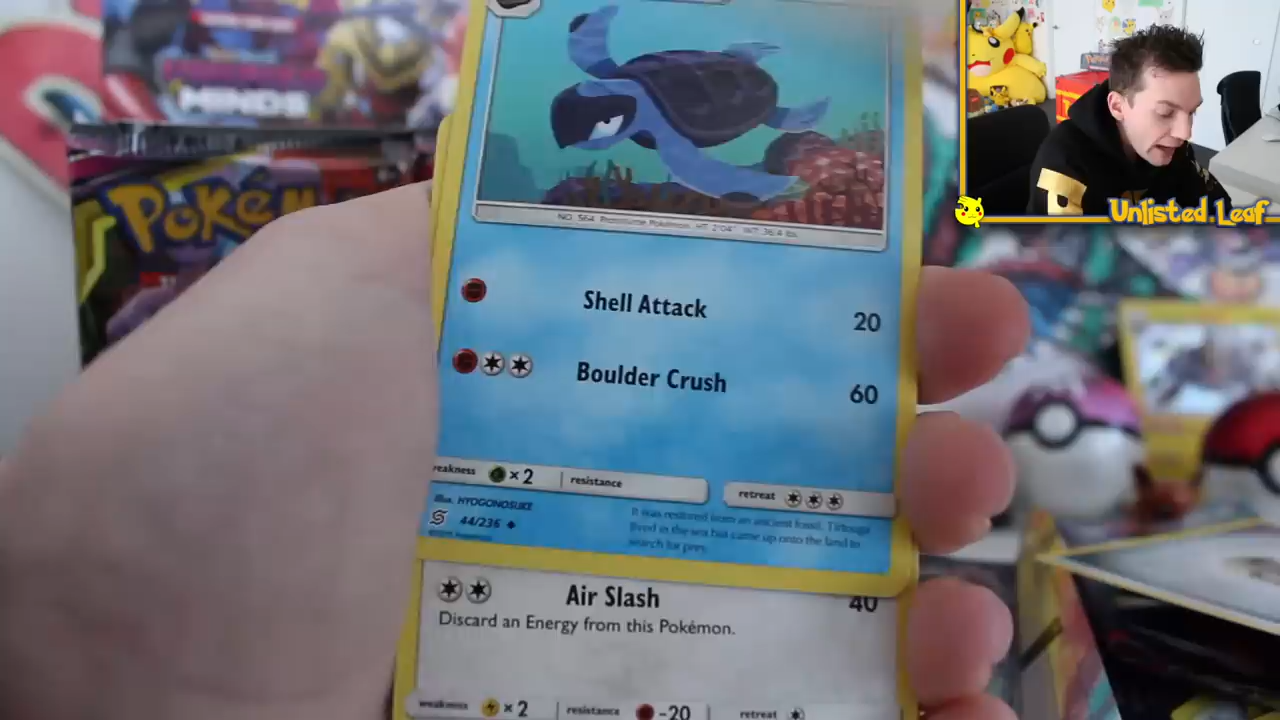 MINDS
POKéM
Unlisted Leaf
NO. 564 Prototurtle Pokémon HT: 2'04" WT: 36.4 lbs.
Shell Attack 20
Boulder Crush 60
weakness ×2 resistance retreat
Illus. HYOGONOSUKE
44/236
It was restored from an ancient fossil. Tirtouga
lived in the sea but came up onto the land to
search for prey.
Air Slash 40
Discard an Energy from this Pokémon.
weakness ×2 resistance -20 retreat